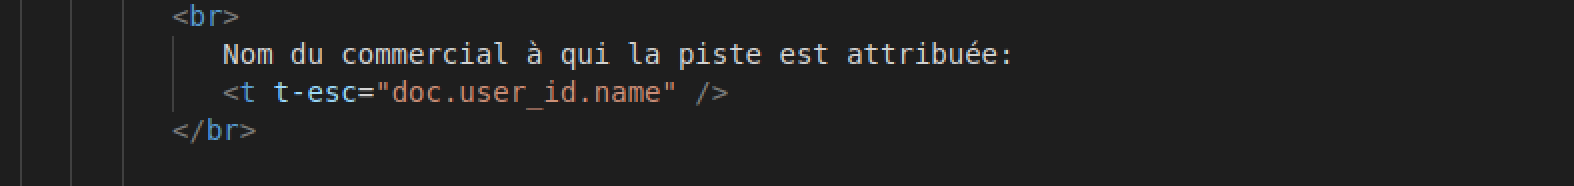 <br>
Nom du commercial à qui la piste est attribuée:
<t t-esc="doc.user_id.name" />
</br>